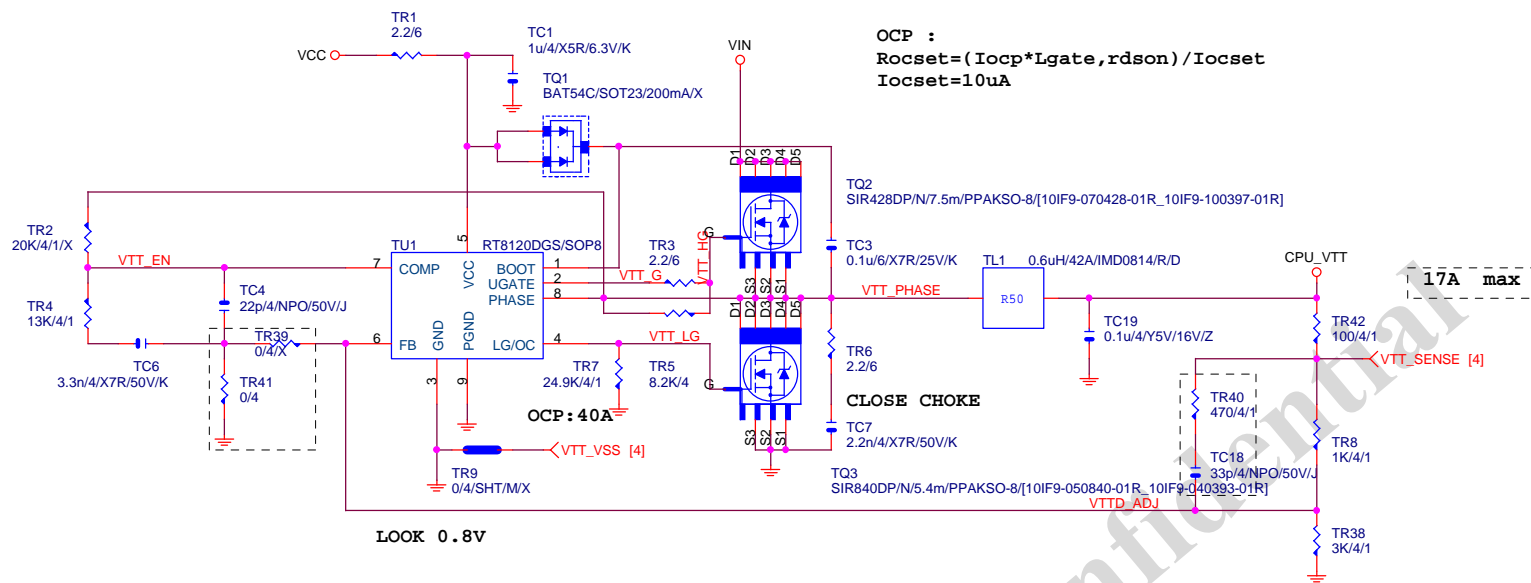 TR1
2.2/6
VCC
TC1
1u/4/X5R/6.3V/K
TQ1
BAT54C/SOT23/200mA/X
VIN
OCP :
Rocset=(Iocp*Lgate,rdson)/Iocset
Iocset=10uA
D1
D2
D3
D4
D5
TQ2
SIR428DP/N/7.5m/PPAKSO-8/[10IF9-070428-01R_10IF9-100397-01R]
G
S3
S2
S1
TR2
20K/4/1/X
VTT_EN
TR4
13K/4/1
TC4
22p/4/NPO/50V/J
TC6
3.3n/4/X7R/50V/K
TR39
0/4/X
TR41
0/4
TU1
RT8120DGS/SOP8
5
VCC
7
COMP
BOOT
1
UGATE
2
PHASE
8
6
FB
GND
PGND
LG/OC
4
3
9
TR3
2.2/6
VTT_G
VTT_HG
VTT_LG
TR7
24.9K/4/1
TR5
8.2K/4
OCP:40A
TR9
0/4/SHT/M/X
VTT_VSS [4]
LOOK 0.8V
TC3
0.1u/6/X7R/25V/K
VTT_PHASE
D1
D2
D3
D4
D5
G
S3
S2
S1
TR6
2.2/6
CLOSE CHOKE
TC7
2.2n/4/X7R/50V/K
TQ3
SIR840DP/N/5.4m/PPAKSO-8/[10IF9-050840-01R_10IF9-040393-01R]
TL1
0.6uH/42A/IMD0814/R/D
R50
CPU_VTT
17A max
TC19
0.1u/4/Y5V/16V/Z
TR42
100/4/1
VTT_SENSE [4]
TR40
470/4/1
TR8
1K/4/1
TC18
33p/4/NPO/50V/J
VTTD_ADJ
TR38
3K/4/1
nfidential